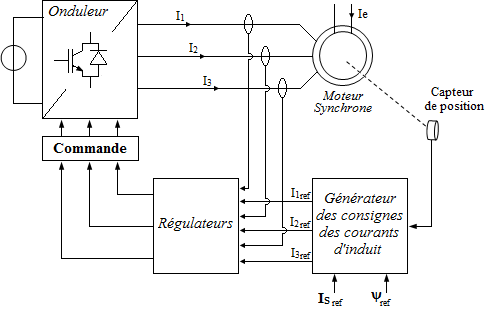 Onduleur
I1
I2
I3
Ie
Moteur
Synchrone
Capteur
de position
Commande
Régulateurs
I1ref
I2ref
I3ref
Générateur
des consignes
des courants
d'induit
ISref
Ψref